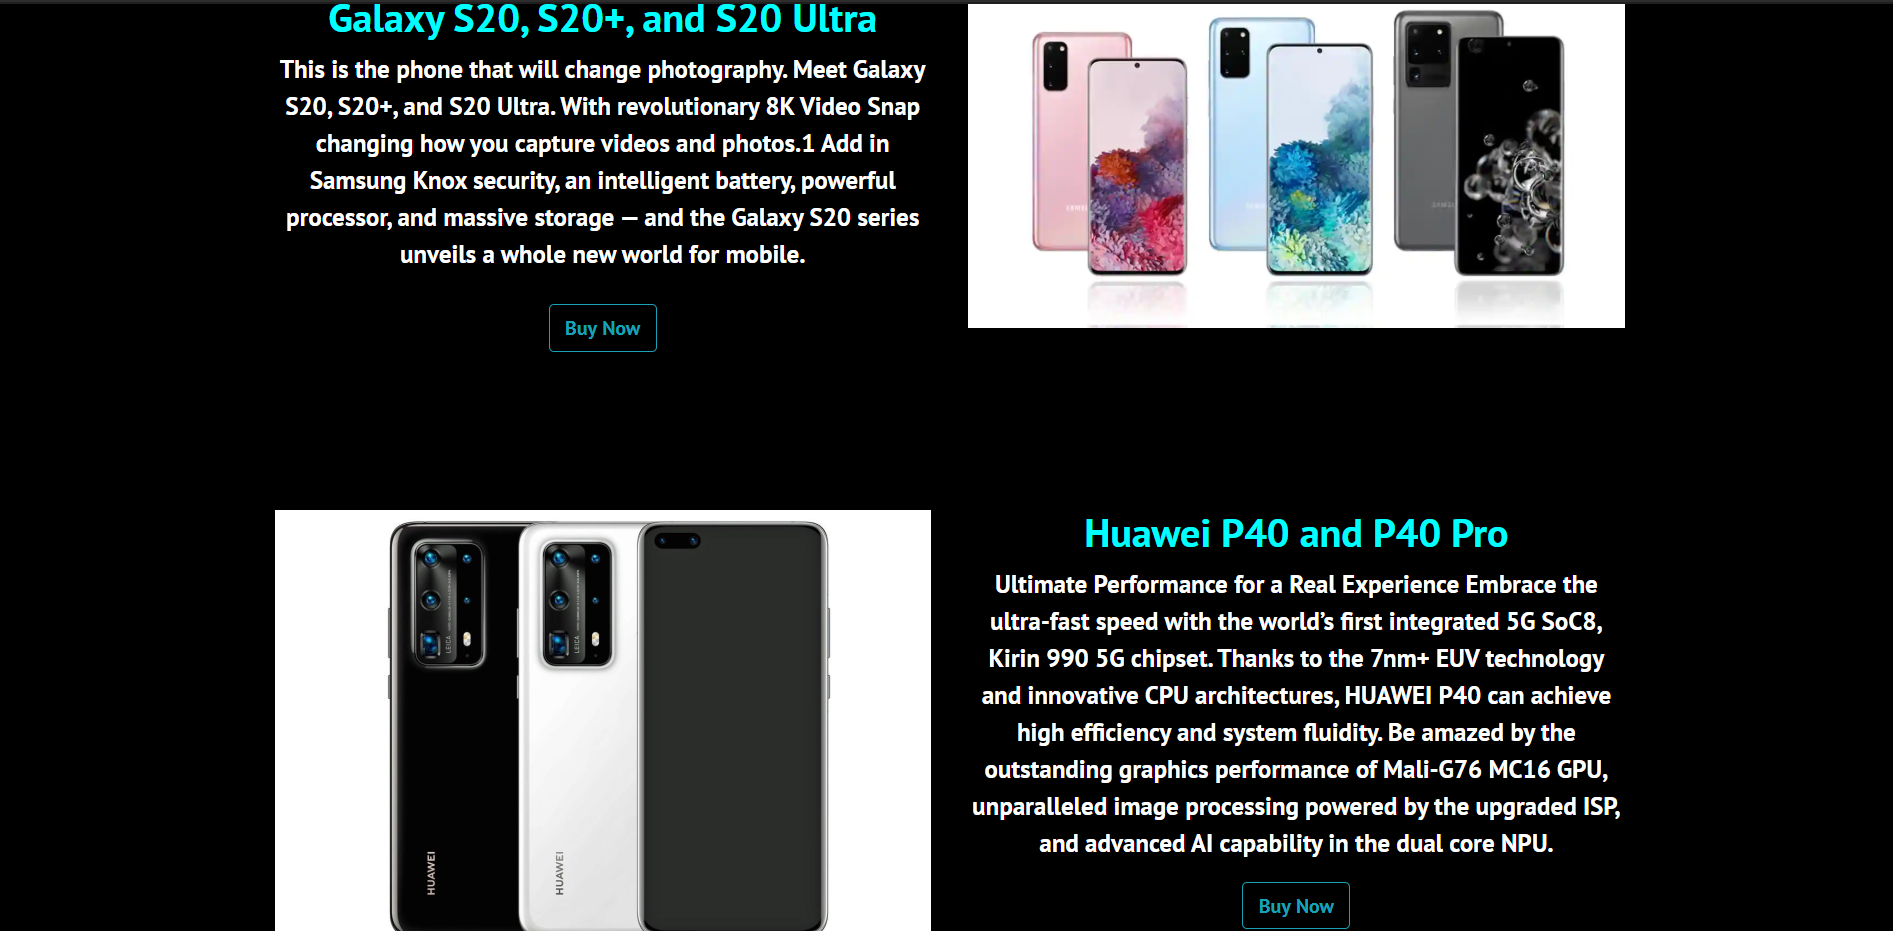 Galaxy S20, S20+, and S20 Ultra
This is the phone that will change photography. Meet Galaxy
S20, S20+, and S20 Ultra. With revolutionary 8K Video Snap
changing how you capture videos and photos.1 Add in
Samsung Knox security, an intelligent battery, powerful
processor, and massive storage — and the Galaxy S20 series
unveils a whole new world for mobile.
Buy Now
Huawei P40 and P40 Pro
Ultimate Performance for a Real Experience Embrace the
ultra-fast speed with the world’s first integrated 5G SoC8,
Kirin 990 5G chipset. Thanks to the 7nm+ EUV technology
and innovative CPU architectures, HUAWEI P40 can achieve
high efficiency and system fluidity. Be amazed by the
outstanding graphics performance of Mali-G76 MC16 GPU,
unparalleled image processing powered by the upgraded ISP,
and advanced AI capability in the dual core NPU.
Buy Now
LEICA
LEICA
HUAWEI
HUAWEI